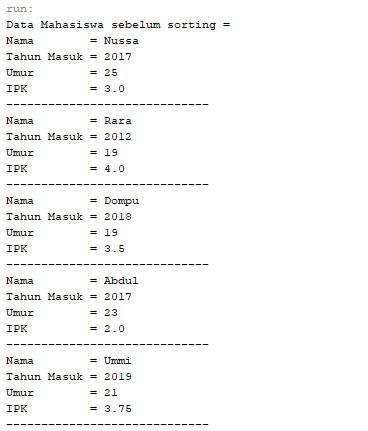 run:
Data Mahasiswa sebelum sorting =
Nama        = Nussa
Tahun Masuk = 2017
Umur        = 25
IPK         = 3.0
-----------------------------
Nama        = Rara
Tahun Masuk = 2012
Umur        = 19
IPK         = 4.0
-----------------------------
Nama        = Dompu
Tahun Masuk = 2018
Umur        = 19
IPK         = 3.5
-----------------------------
Nama        = Abdul
Tahun Masuk = 2017
Umur        = 23
IPK         = 2.0
-----------------------------
Nama        = Ummi
Tahun Masuk = 2019
Umur        = 21
IPK         = 3.75
-----------------------------